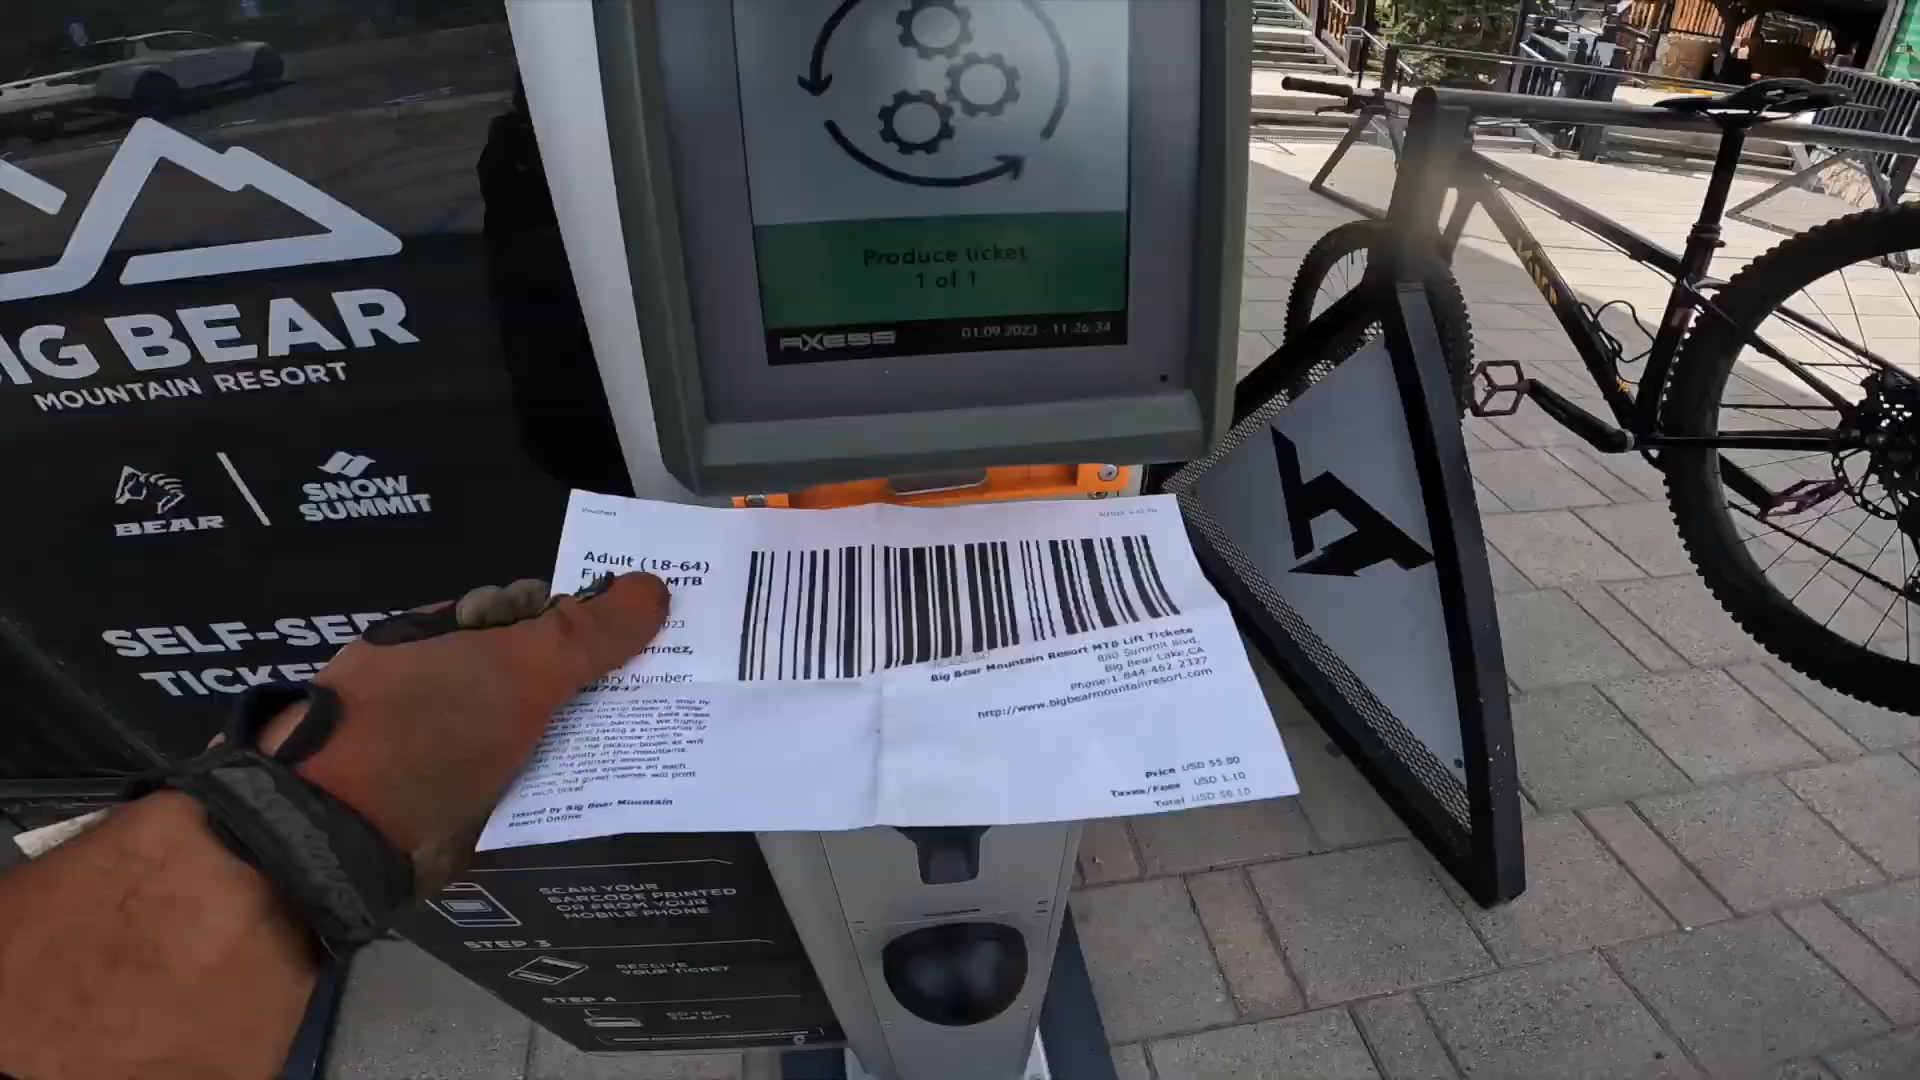 Produce ticket
1 of 1
AXESS
01.09.2023 - 11:26:34
BIG BEAR
MOUNTAIN RESORT
BEAR
SNOW
SUMMIT
SELF-SER
TICKE
Vouchers
Adult (18-64)
MTB
Number:
Big Bear Mountain Resort MTB Lift Tickets
880 Summit Blvd.
Big Bear Lake,CA
Phone:1-844-462-2327
http://www.bigbearmountainresort.com
Price USD 55.00
Taxes/Fees USD 1.10
Total USD 56.10
Issued by Big Bear Mountain
Resort Online
SCAN YOUR
BARCODE PRINTED
OR FROM YOUR
MOBILE PHONE
STEP 3
RECEIVE
YOUR TICKET
STEP 4
GO TO
THE LIFT